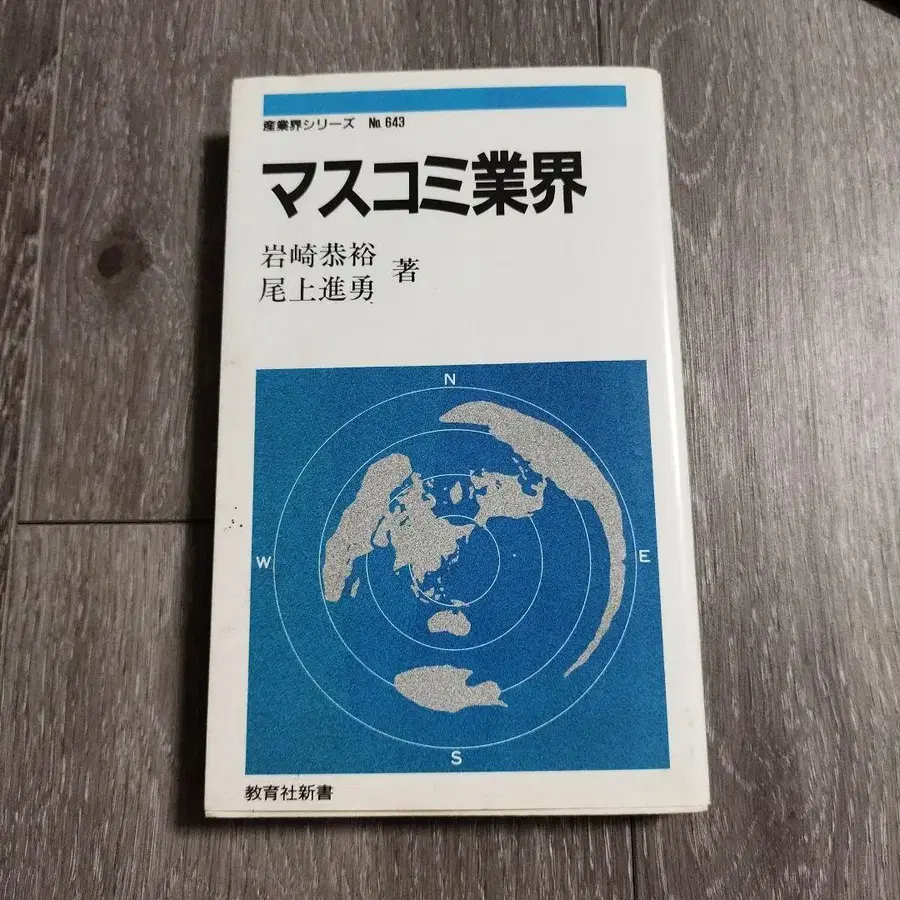 産業界シリーズ No.643
マスコミ業界
岩崎恭裕
尾上進勇 著
N
W
E
S
教育社新書